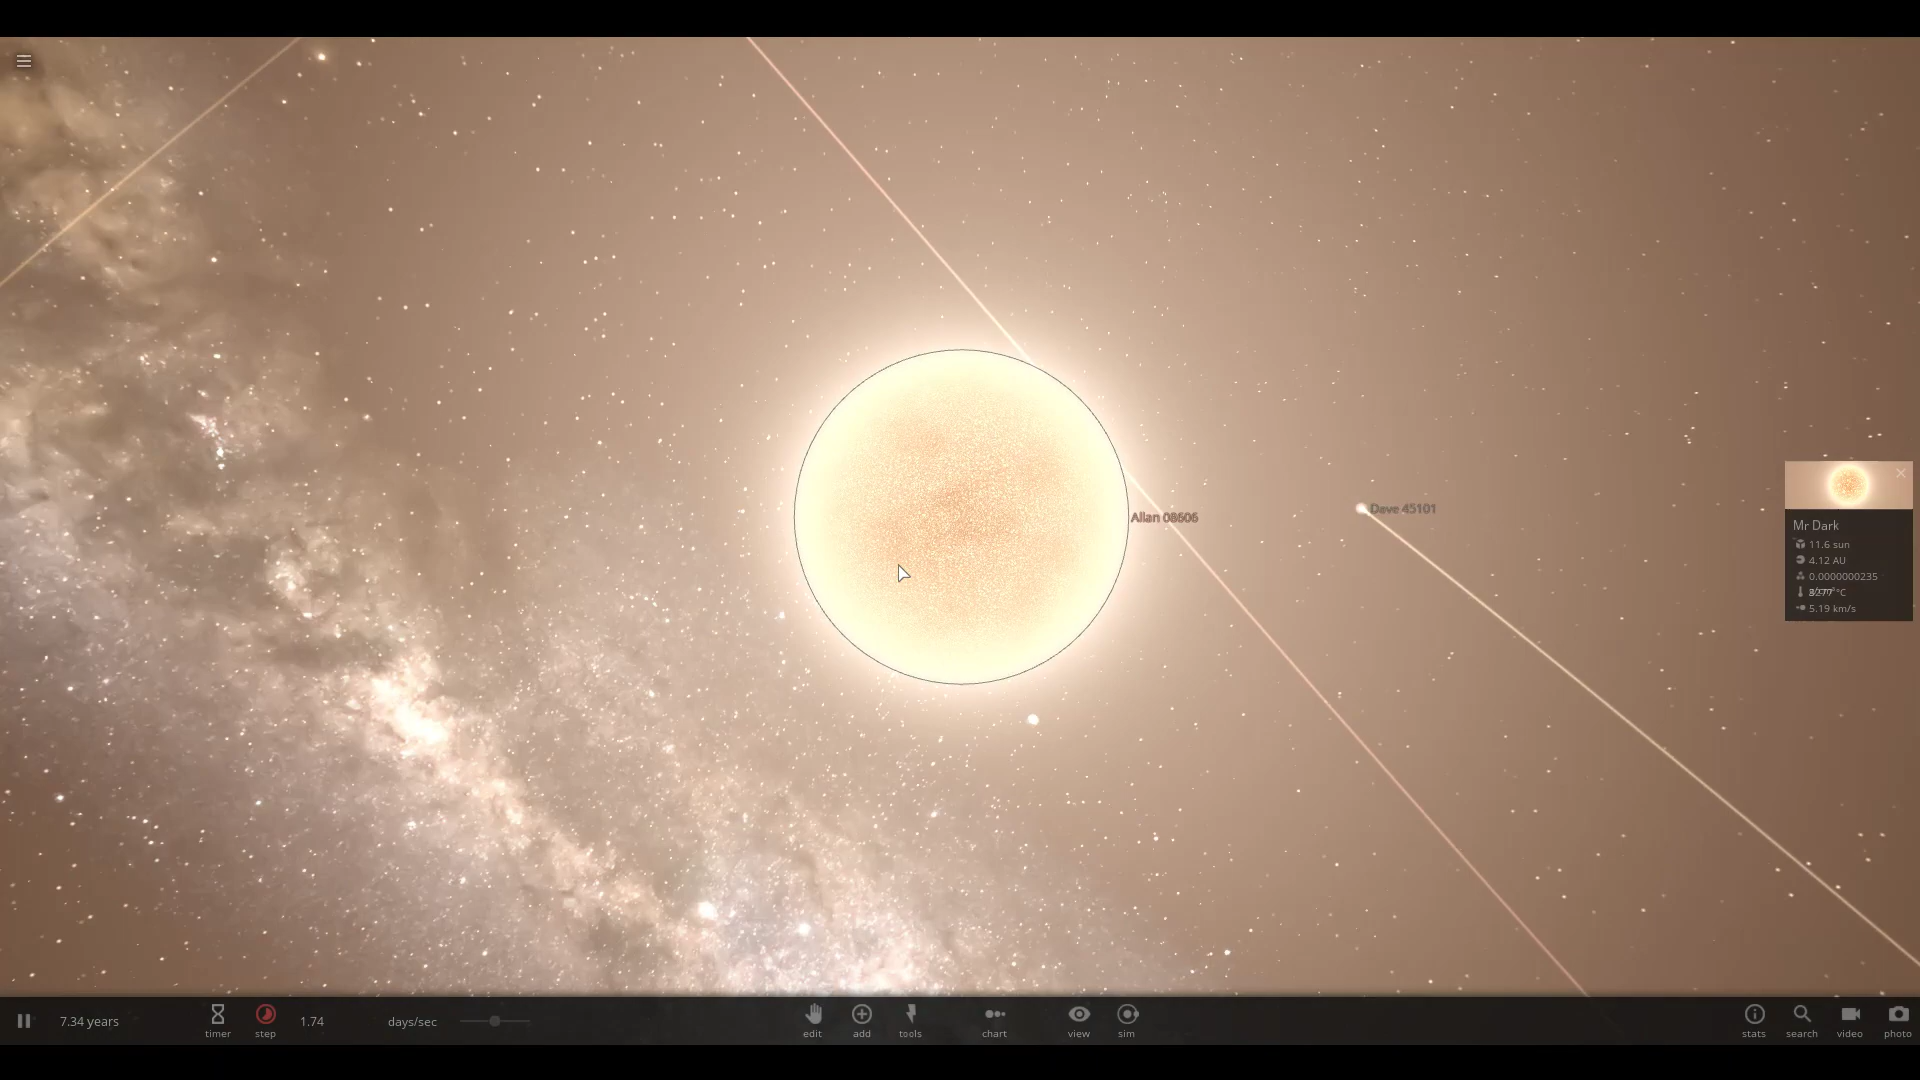 Allan 08606
Dave 45101
Mr Dark
11.6 sun
4.12 AU
0.0000000235
5.19 km/s
7.34 years
timer
step
1.74
days/sec
edit
add
tools
chart
view
sim
stats
search
video
photo